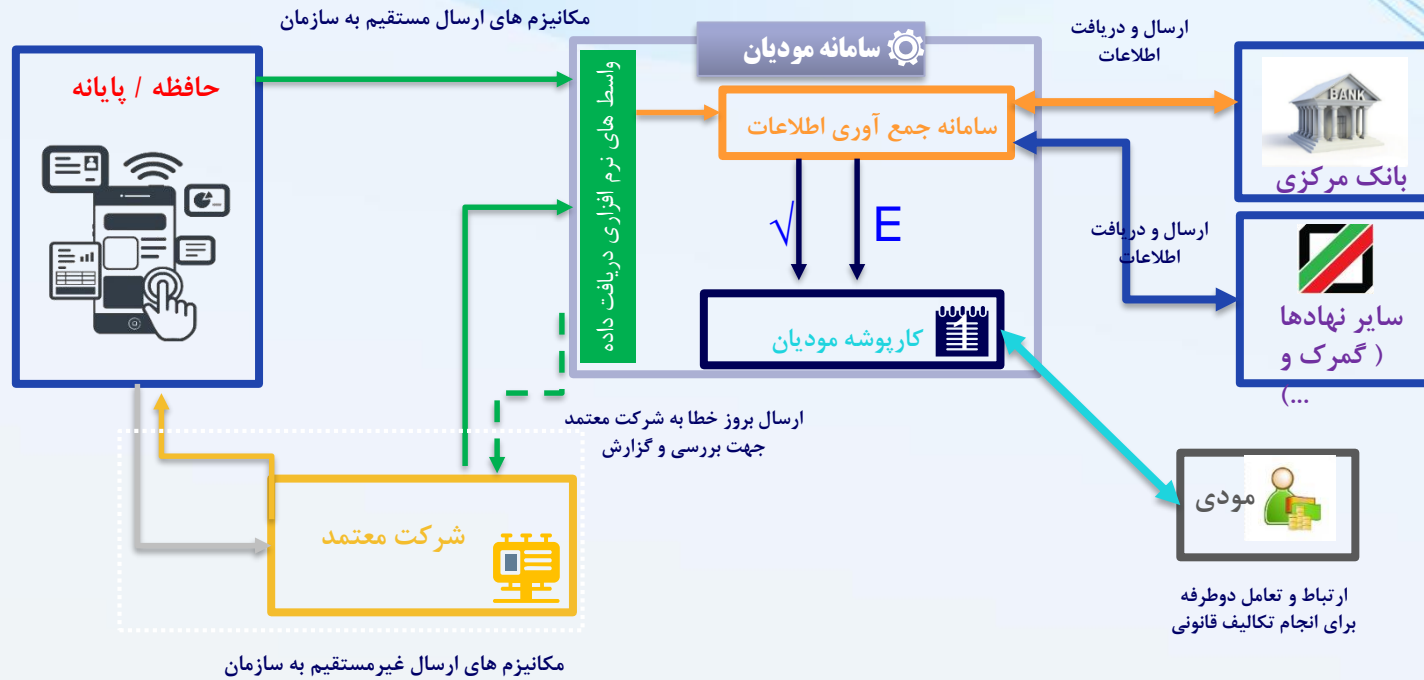 مکانیزم های ارسال مستقیم به سازمان
ارسال و دریافت
اطلاعات
سامانه مودیان
حافظه / پایانه
واسط های نرم افزاری دریافت داده
سامانه جمع آوری اطلاعات
BANK
بانک مرکزی
√
E
ارسال و دریافت
اطلاعات
سایر نهادها
( گمرک و
...)
1
کارپوشه مودیان
ارسال بروز خطا به شرکت معتمد
جهت بررسی و گزارش
شرکت معتمد
مودی
ارتباط و تعامل دوطرفه
برای انجام تکالیف قانونی
مکانیزم های ارسال غیرمستقیم به سازمان